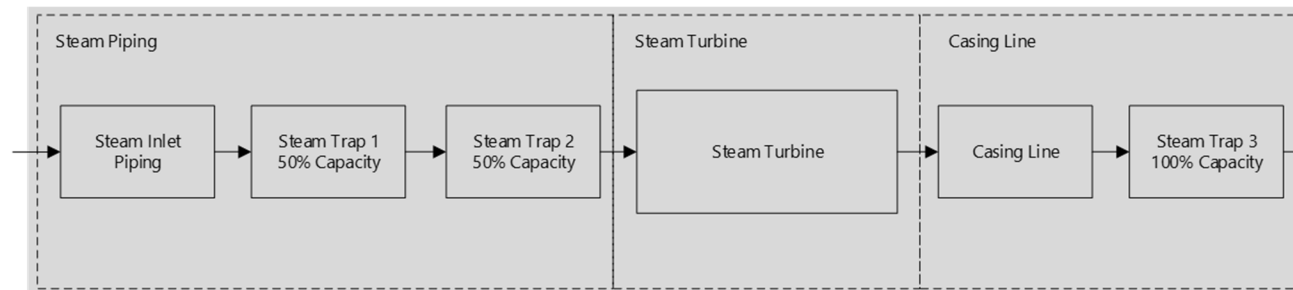 Steam Piping
Steam Turbine
Casing Line
Steam Inlet
Piping
Steam Trap 1
50% Capacity
Steam Trap 2
50% Capacity
Steam Turbine
Casing Line
Steam Trap 3
100% Capacity